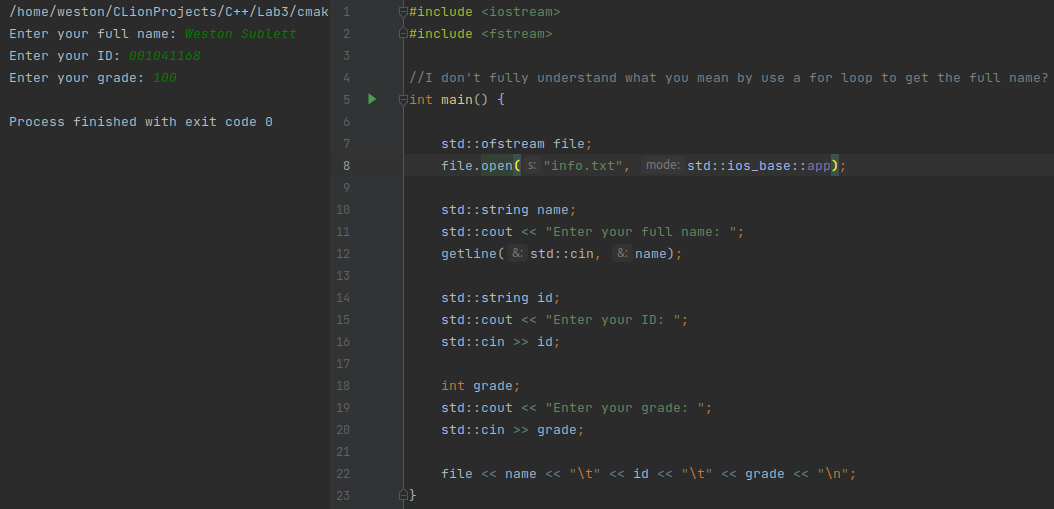 /home/weston/CLionProjects/C++/Lab3/cmak
Enter your full name: Weston Sublett
Enter your ID: 001041168
Enter your grade: 100
Process finished with exit code 0
1 #include <iostream>
2 #include <fstream>
3
4 //I don't fully understand what you mean by use a for loop to get the full name?
5 int main() {
6
7 std::ofstream file;
8 file.open( s: "info.txt", mode: std::ios_base::app);
9
10 std::string name;
11 std::cout << "Enter your full name: ";
12 getline( &: std::cin, &: name);
13
14 std::string id;
15 std::cout << "Enter your ID: ";
16 std::cin >> id;
17
18 int grade;
19 std::cout << "Enter your grade: ";
20 std::cin >> grade;
21
22 file << name << "\t" << id << "\t" << grade << "\n";
23 }